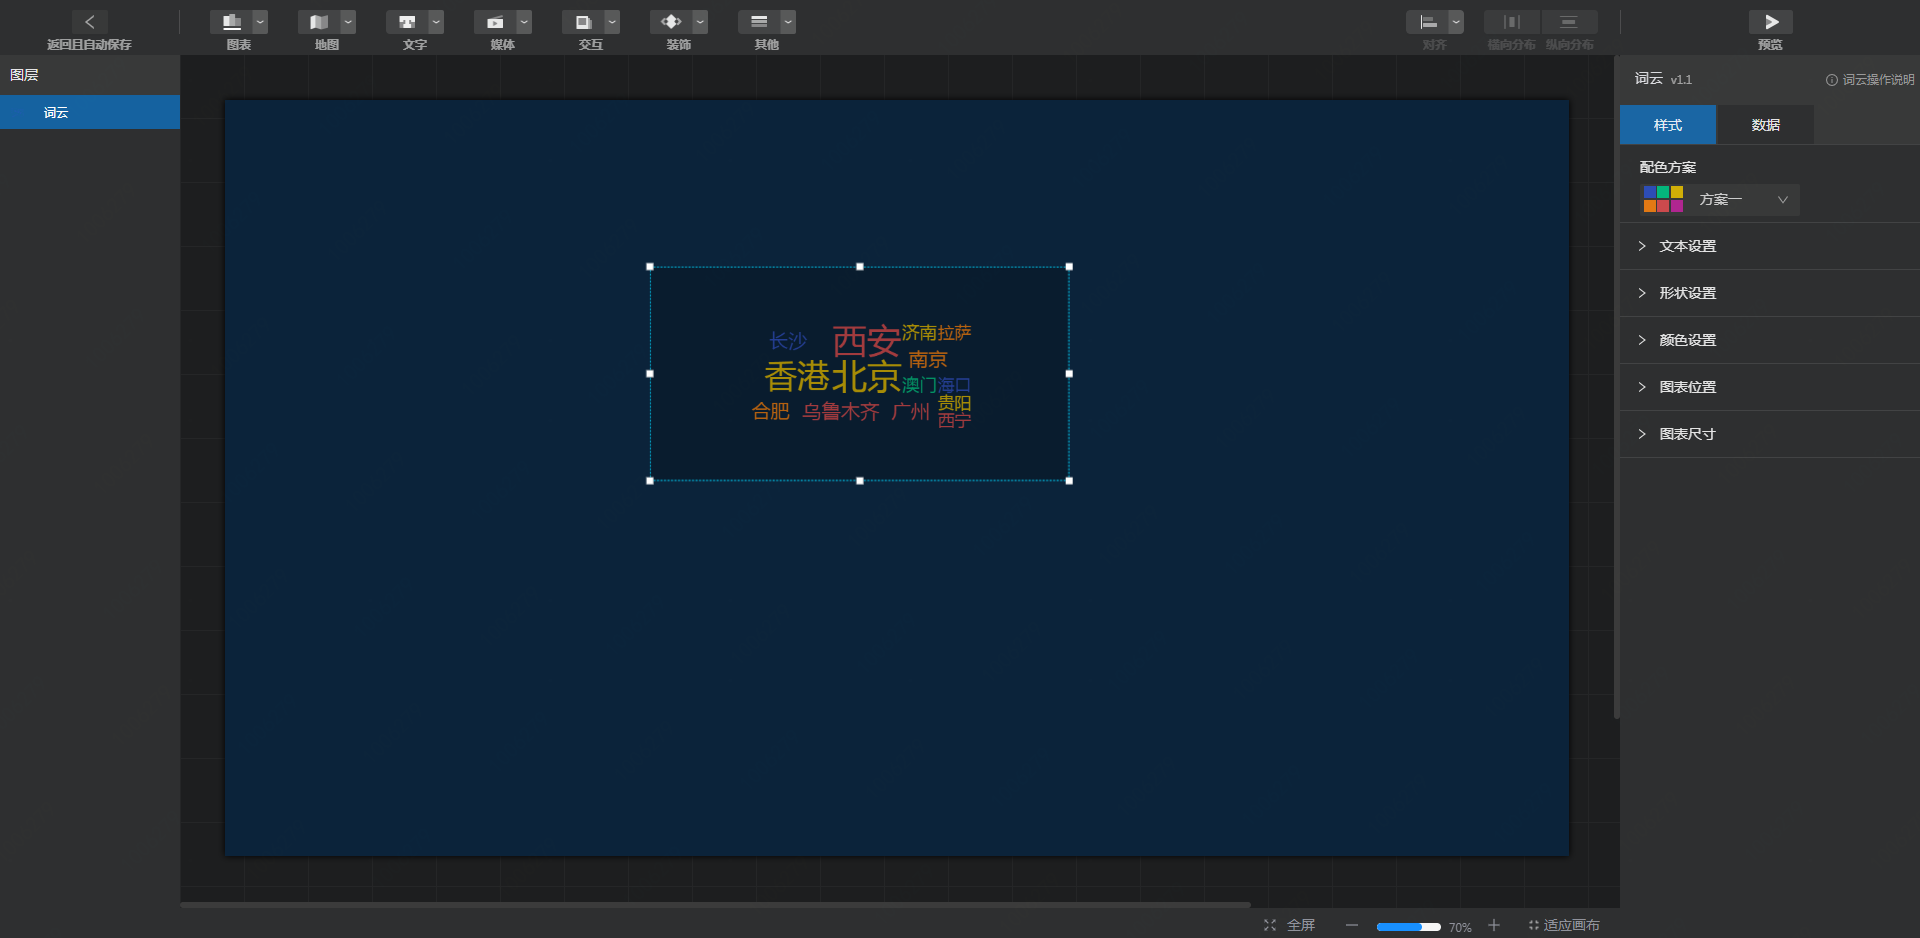 返回且自动保存
图表
地图
文字
媒体
交互
装饰
其他
对齐
横向分布
纵向分布
预览
图层
词云
长沙
西安
济南
拉萨
南京
香港
北京
澳门
海口
贵阳
合肥
乌鲁木齐
广州
西宁
词云 v1.1
词云操作说明
样式
数据
配色方案
方案一
文本设置
形状设置
颜色设置
图表位置
图表尺寸
全屏
70%
适应画布